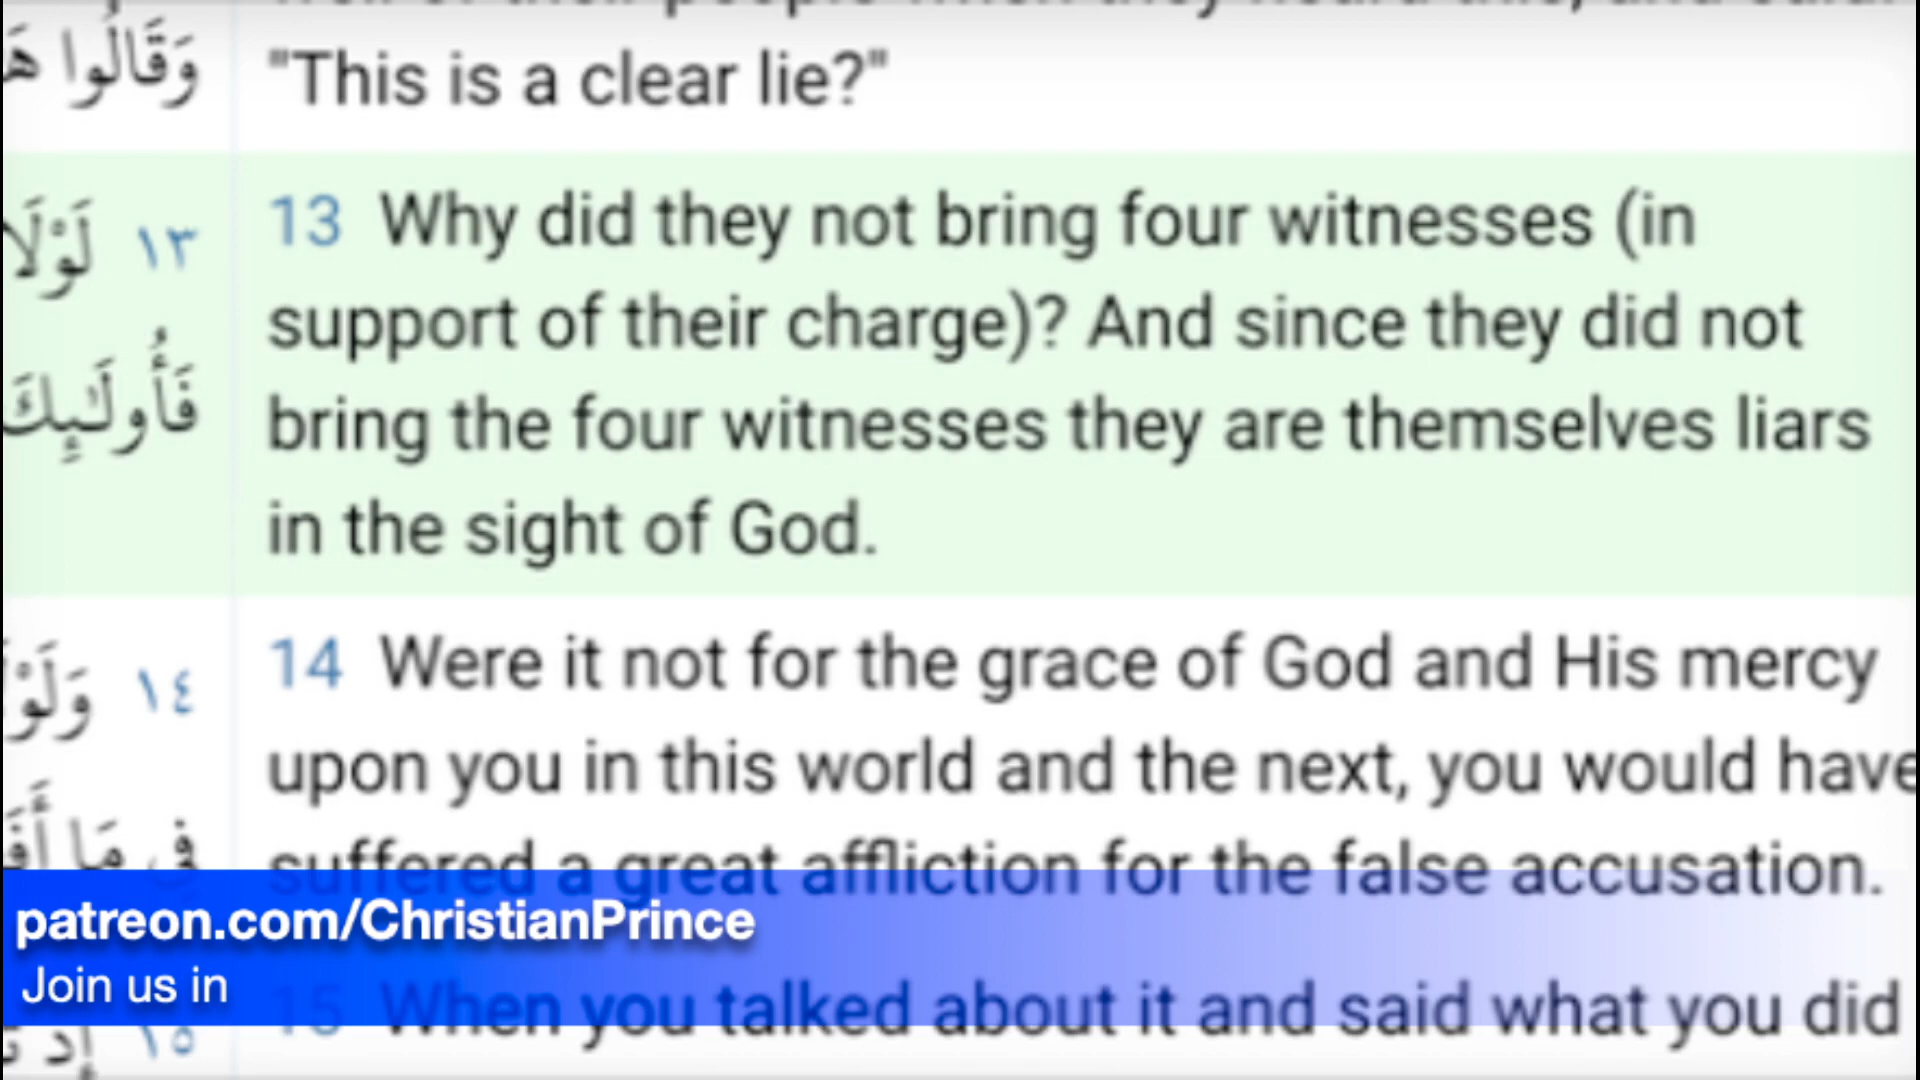 "This is a clear lie?"
13 Why did they not bring four witnesses (in
support of their charge)? And since they did not
bring the four witnesses they are themselves liars
in the sight of God.
14 Were it not for the grace of God and His mercy
upon you in this world and the next, you would have
suffered a great affliction for the false accusation.
15 When you talked about it and said what you did
وَقَالُوا
١٣ لَوْلَا
فَأُولَٰئِكَ
١٤
فِي مَا
١٥ إِذْ
patreon.com/ChristianPrince
Join us in